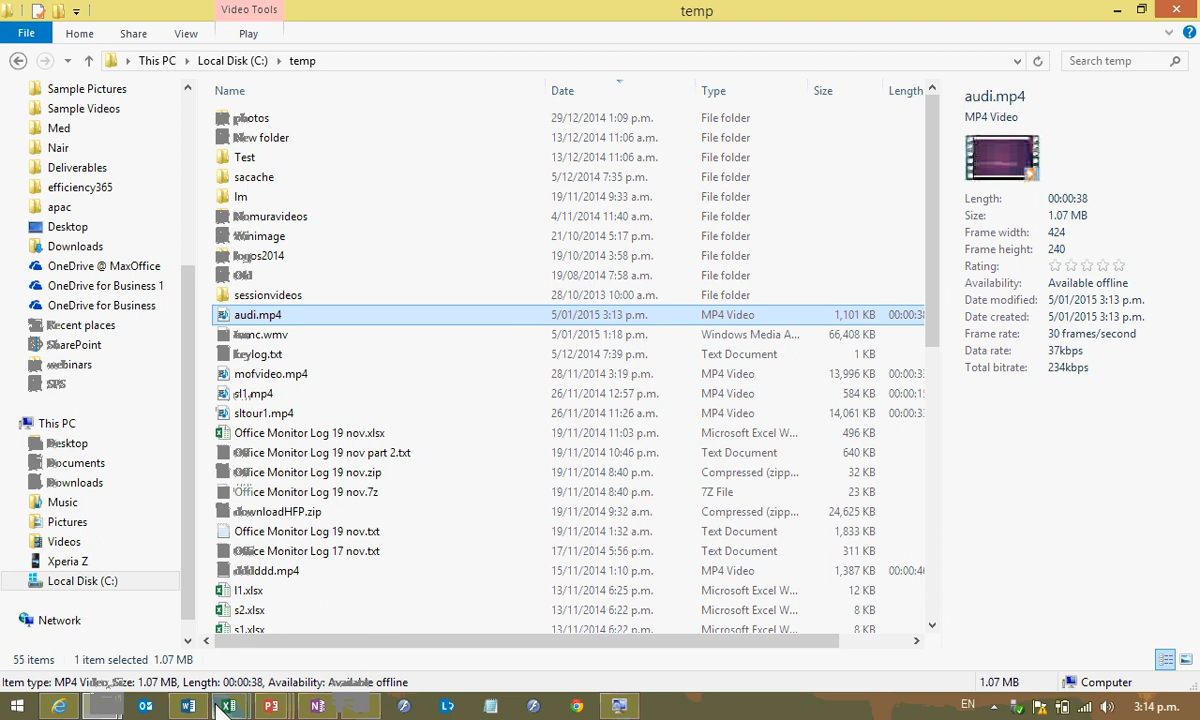 Video Tools
temp
File Home Share View Play
This PC Local Disk (C:) temp
Search temp
Sample Pictures
Sample Videos
Med
Nair
Deliverables
efficiency365
apac
Desktop
Downloads
OneDrive @ MaxOffice
OneDrive for Business 1
OneDrive for Business
Recent places
SharePoint
webinars
This PC
Desktop
Documents
Downloads
Music
Pictures
Videos
Xperia Z
Local Disk (C:)
Network
Name Date Type Size Length
photos 29/12/2014 1:09 p.m. File folder
New folder 13/12/2014 11:06 a.m. File folder
Test 13/12/2014 11:06 a.m. File folder
sacache 5/12/2014 7:35 p.m. File folder
lm 19/11/2014 9:33 a.m. File folder
Nomuravideos 4/11/2014 11:40 a.m. File folder
Winimage 21/10/2014 5:17 p.m. File folder
logos2014 19/10/2014 3:58 p.m. File folder
19/08/2014 7:58 a.m. File folder
sessionvideos 28/10/2013 10:00 a.m. File folder
audi.mp4 5/01/2015 3:13 p.m. MP4 Video 1,101 KB 00:00:38
5/01/2015 1:18 p.m. Windows Media A... 66,408 KB
keylog.txt 5/12/2014 7:39 p.m. Text Document 1 KB
mofvideo.mp4 28/11/2014 3:19 p.m. MP4 Video 13,996 KB
sl1.mp4 26/11/2014 12:57 p.m. MP4 Video 584 KB
sltour1.mp4 26/11/2014 11:26 a.m. MP4 Video 14,061 KB
Office Monitor Log 19 nov.xlsx 19/11/2014 11:03 p.m. Microsoft Excel W... 496 KB
Office Monitor Log 19 nov part 2.txt 19/11/2014 10:46 p.m. Text Document 640 KB
Office Monitor Log 19 nov.zip 19/11/2014 8:40 p.m. Compressed (zipp... 32 KB
Office Monitor Log 19 nov.7z 19/11/2014 8:40 p.m. 7Z File 23 KB
downloadHFP.zip 19/11/2014 9:32 a.m. Compressed (zipp... 24,625 KB
Office Monitor Log 19 nov.txt 19/11/2014 1:32 a.m. Text Document 1,833 KB
Office Monitor Log 17 nov.txt 17/11/2014 5:56 p.m. Text Document 311 KB
15/11/2014 1:10 p.m. MP4 Video 1,387 KB
l1.xlsx 13/11/2014 6:25 p.m. Microsoft Excel W... 12 KB
s2.xlsx 13/11/2014 6:22 p.m. Microsoft Excel W... 8 KB
s1.xlsx 13/11/2014 6:22 p.m. Microsoft Excel W... 8 KB
audi.mp4
MP4 Video
Length: 00:00:38
Size: 1.07 MB
Frame width: 424
Frame height: 240
Rating:
Availability: Available offline
Date modified: 5/01/2015 3:13 p.m.
Date created: 5/01/2015 3:13 p.m.
Frame rate: 30 frames/second
Data rate: 37kbps
Total bitrate: 234kbps
55 items 1 item selected 1.07 MB
Item type: MP4 Video, Size: 1.07 MB, Length: 00:00:38, Availability: Available offline 1.07 MB Computer
EN 3:14 p.m.